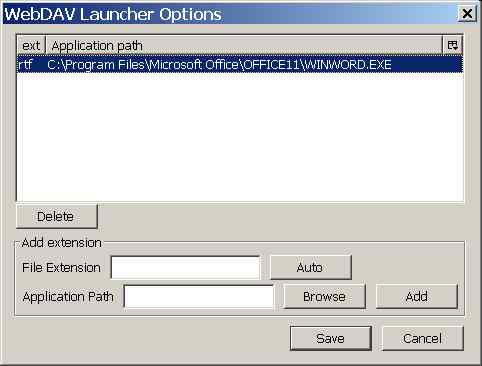 WebDAV Launcher Options
ext Application path
rtf C:\Program Files\Microsoft Office\OFFICE11\WINWORD.EXE
Delete
Add extension
File Extension Auto
Application Path Browse Add
Save Cancel